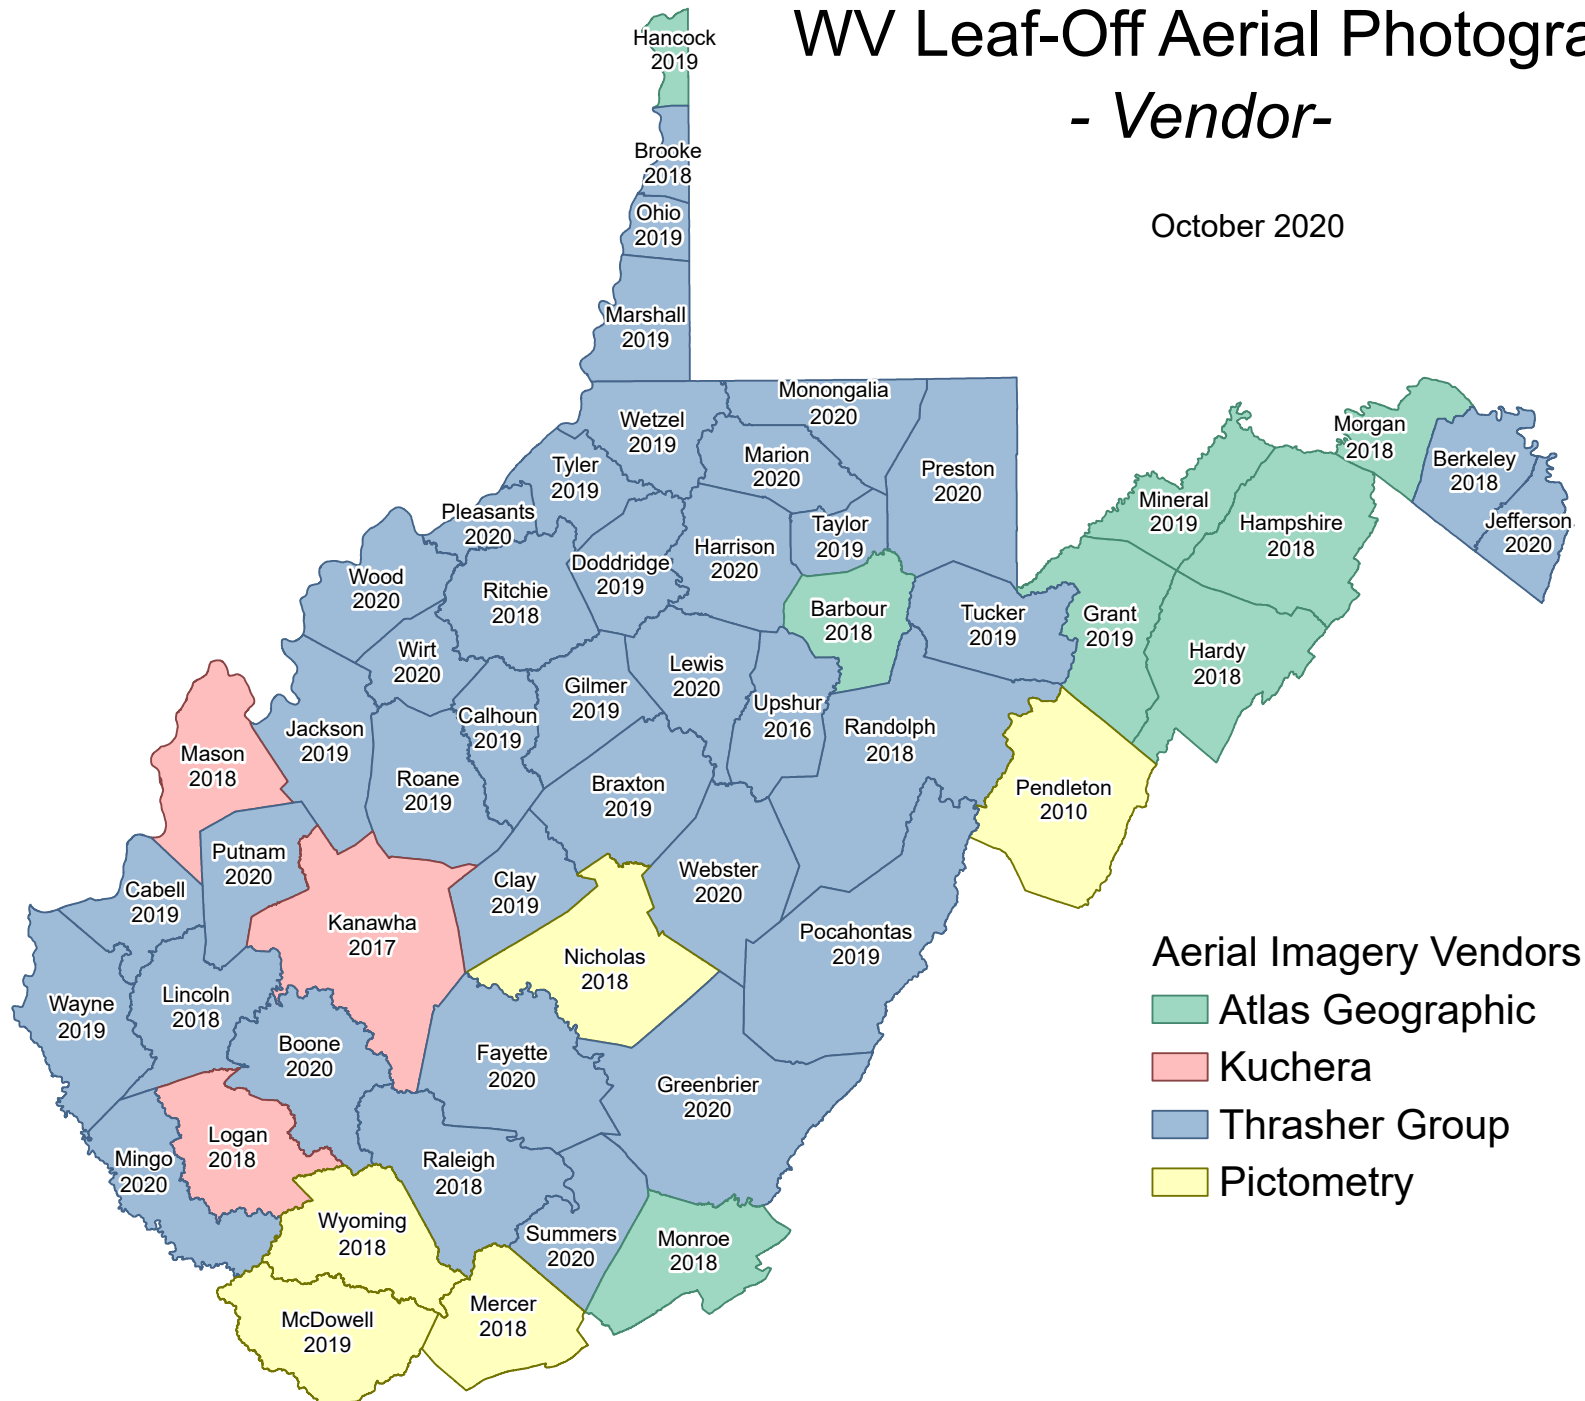 WV Leaf-Off Aerial Photogra
- Vendor-
October 2020
Hancock
2019
Brooke
2018
Ohio
2019
Marshall
2019
Wetzel
2019
Monongalia
2020
Marion
2020
Preston
2020
Tyler
2019
Pleasants
2020
Doddridge
2019
Harrison
2020
Taylor
2019
Morgan
2018
Berkeley
2018
Jefferson
2020
Mineral
2019
Hampshire
2018
Wood
2020
Ritchie
2018
Barbour
2018
Tucker
2019
Grant
2019
Hardy
2018
Wirt
2020
Lewis
2020
Gilmer
2019
Calhoun
2019
Upshur
2016
Randolph
2018
Jackson
2019
Mason
2018
Roane
2019
Braxton
2019
Pendleton
2010
Putnam
2020
Cabell
2019
Clay
2019
Webster
2020
Kanawha
2017
Nicholas
2018
Pocahontas
2019
Wayne
2019
Lincoln
2018
Boone
2020
Fayette
2020
Greenbrier
2020
Logan
2018
Mingo
2020
Raleigh
2018
Wyoming
2018
Summers
2020
Monroe
2018
McDowell
2019
Mercer
2018
Aerial Imagery Vendors
Atlas Geographic
Kuchera
Thrasher Group
Pictometry